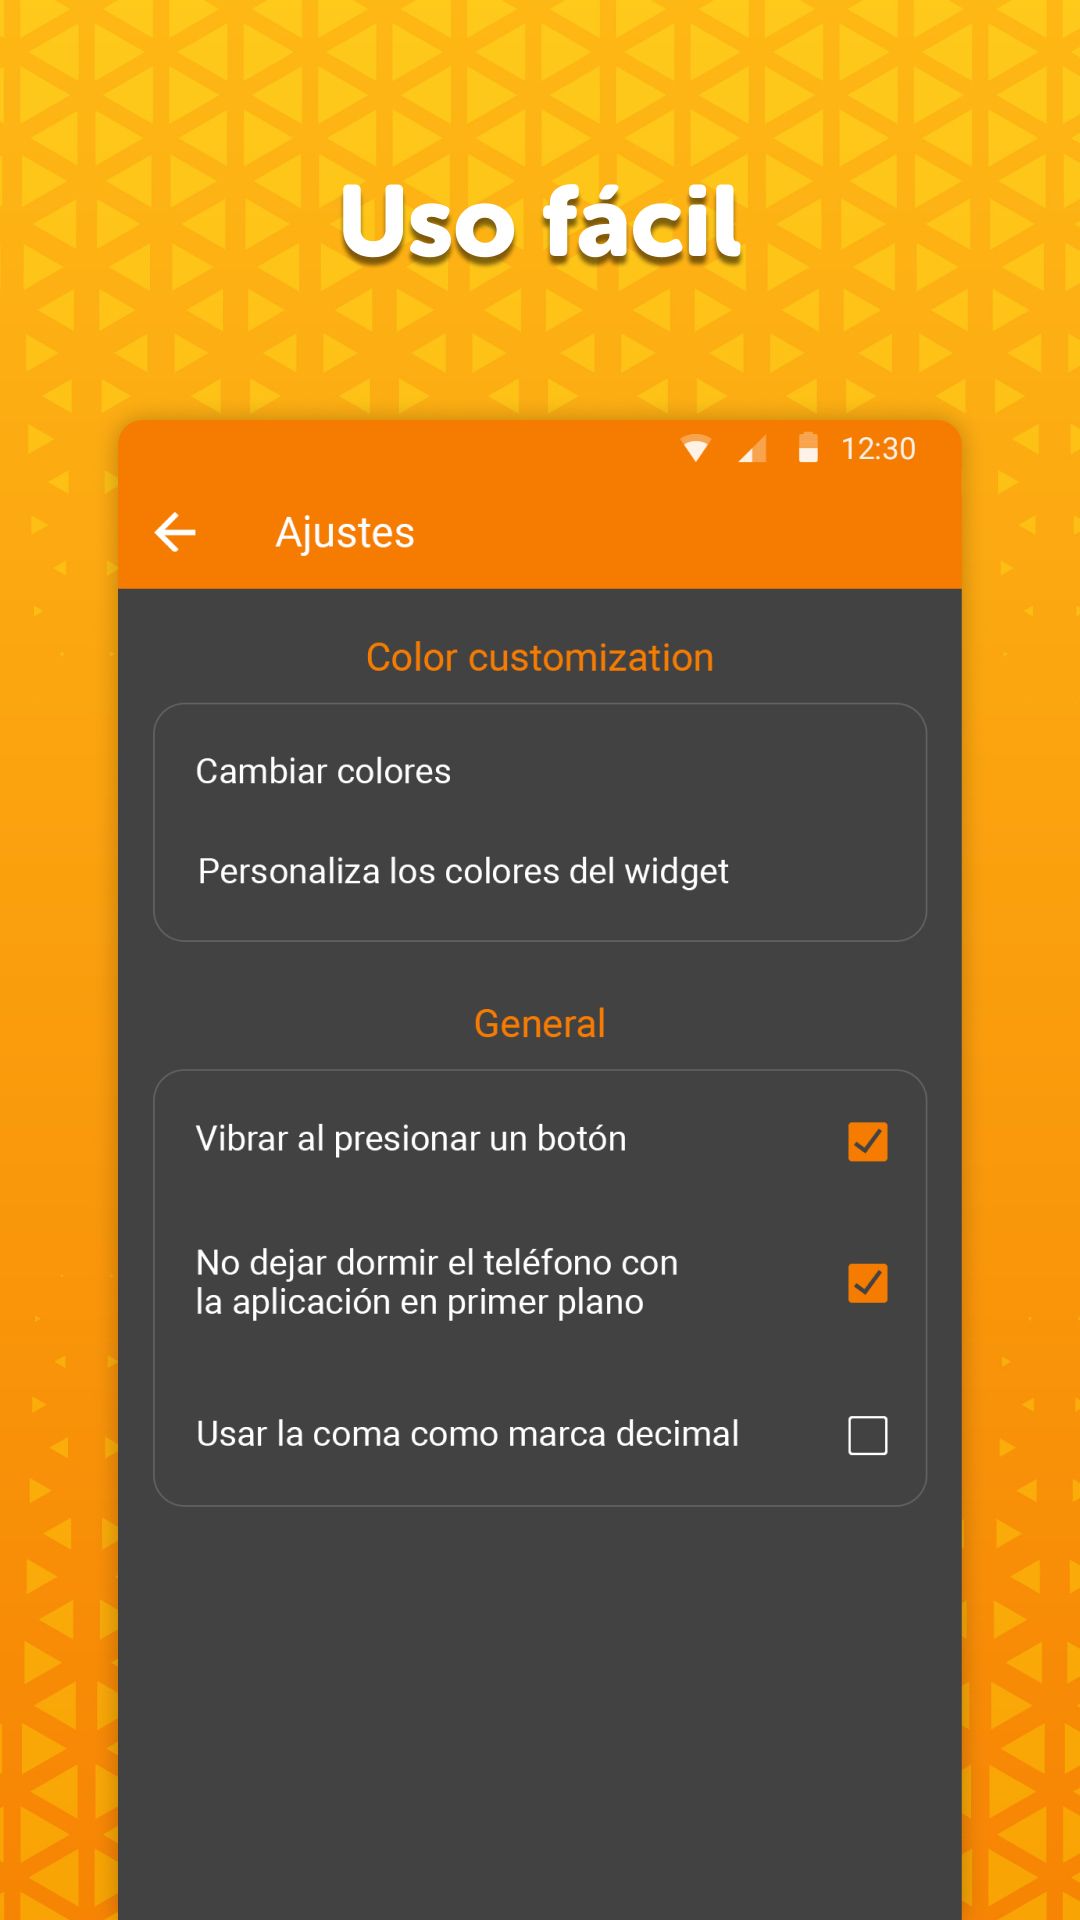 Uso fácil
12:30
Ajustes
Color customization
Cambiar colores
Personaliza los colores del widget
General
Vibrar al presionar un botón
No dejar dormir el teléfono con
la aplicación en primer plano
Usar la coma como marca decimal